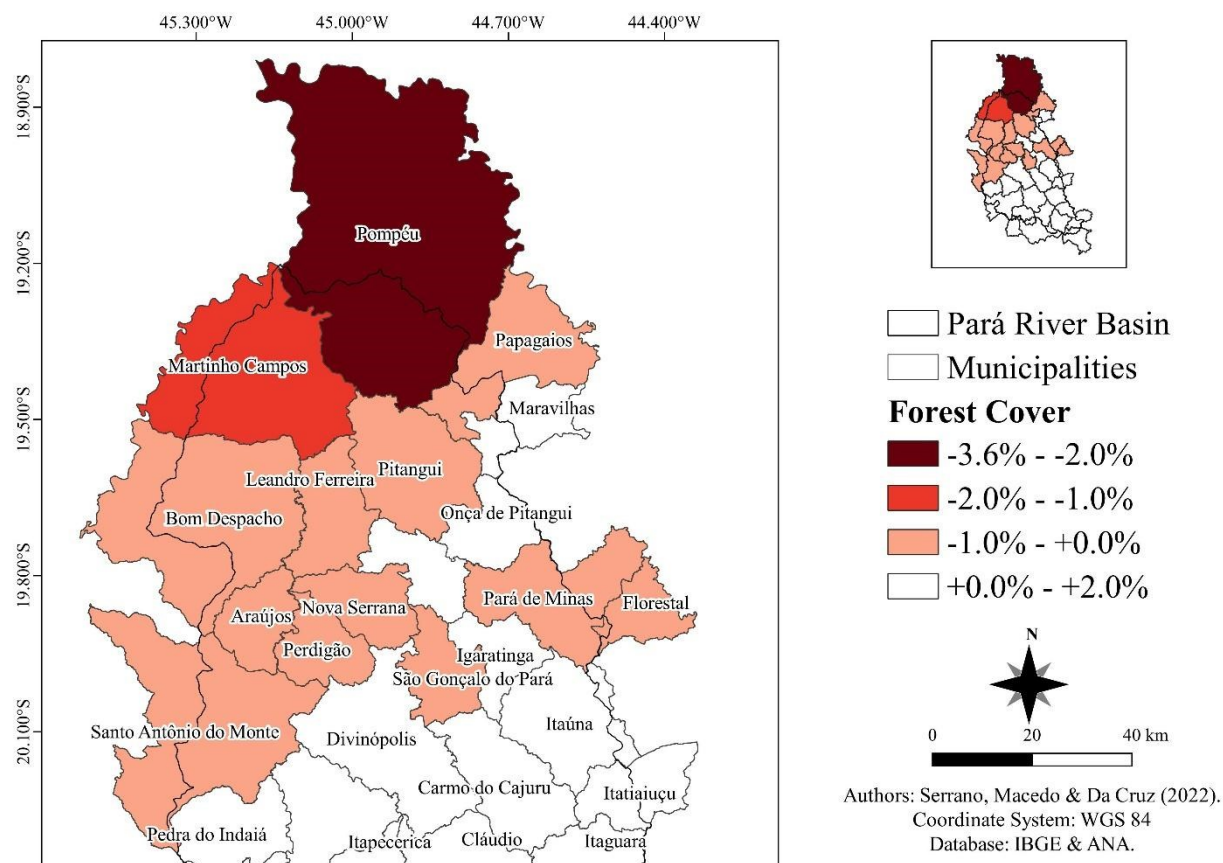 45.300°W
45.000°W
44.700°W
44.400°W
18.900°S
19.200°S
19.500°S
19.800°S
20.100°S
Pompéu
Papagaios
Martinho Campos
Maravilhas
Leandro Ferreira
Pitangui
Bom Despacho
Onça de Pitangui
Araújos
Nova Serrana
Pará de Minas
Florestal
Perdigão
Igaratinga
São Gonçalo do Pará
Itaúna
Santo Antônio do Monte
Divinópolis
Carmo do Cajuru
Itatiaiuçu
Pedra do Indaiá
Itapecerica
Cláudio
Itaguara
Pará River Basin
Municipalities
Forest Cover
-3.6% - -2.0%
-2.0% - -1.0%
-1.0% - +0.0%
+0.0% - +2.0%
N
0 20 40 km
Authors: Serrano, Macedo & Da Cruz (2022).
Coordinate System: WGS 84
Database: IBGE & ANA.